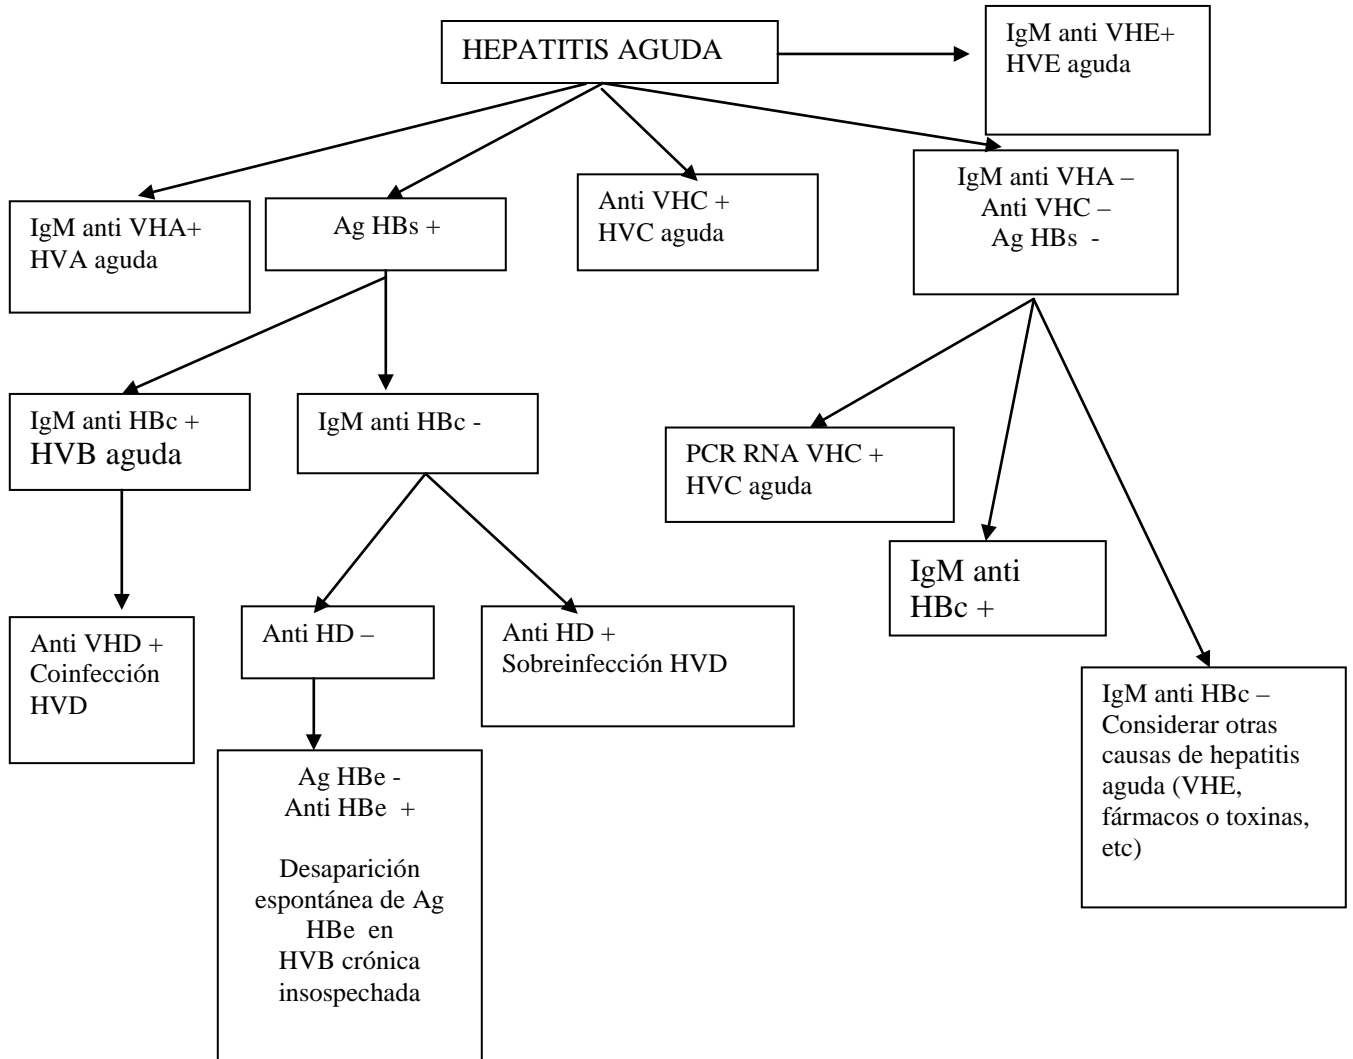 HEPATITIS AGUDA
IgM anti VHE+
HVE aguda
IgM anti VHA+
HVA aguda
Ag HBs +
Anti VHC +
HVC aguda
IgM anti VHA –
Anti VHC –
Ag HBs -
IgM anti HBc +
HVB aguda
IgM anti HBc -
PCR RNA VHC +
HVC aguda
IgM anti
HBc +
IgM anti HBc –
Considerar otras
causas de hepatitis
aguda (VHE,
fármacos o toxinas,
etc)
Anti VHD +
Coinfección
HVD
Anti HD –
Anti HD +
Sobreinfección HVD
Ag HBe -
Anti HBe +
Desaparición
espontánea de Ag
HBe en
HVB crónica
insospechada